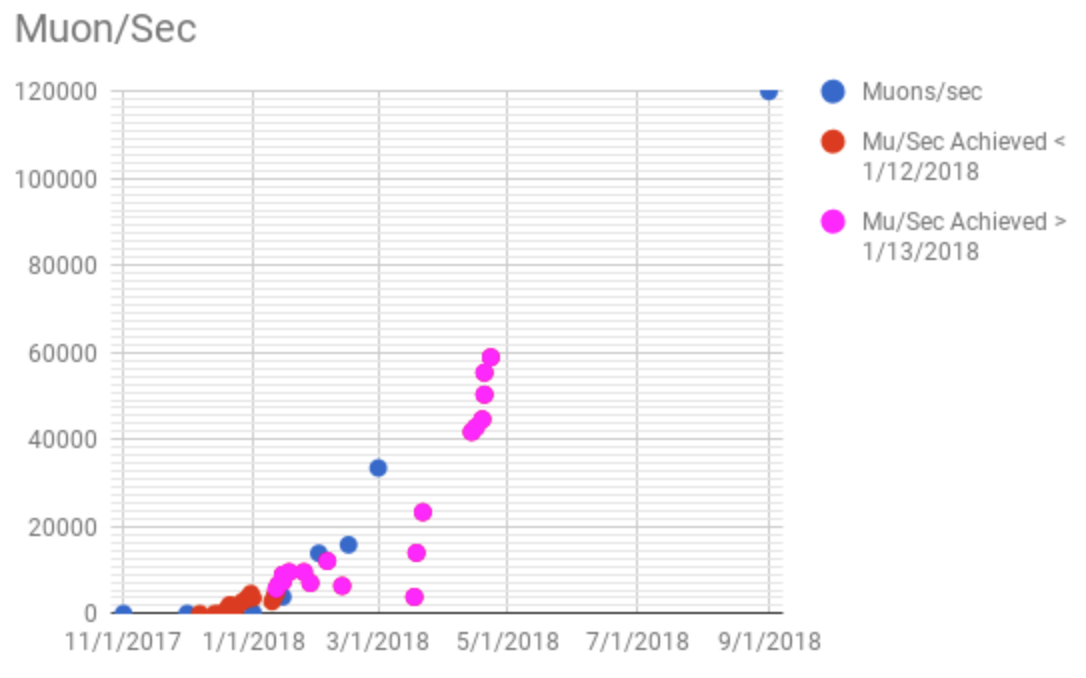 Muon/Sec
120000
100000
80000
60000
40000
20000
0
11/1/2017 1/1/2018 3/1/2018 5/1/2018 7/1/2018 9/1/2018
Muons/sec
Mu/Sec Achieved <
1/12/2018
Mu/Sec Achieved >
1/13/2018